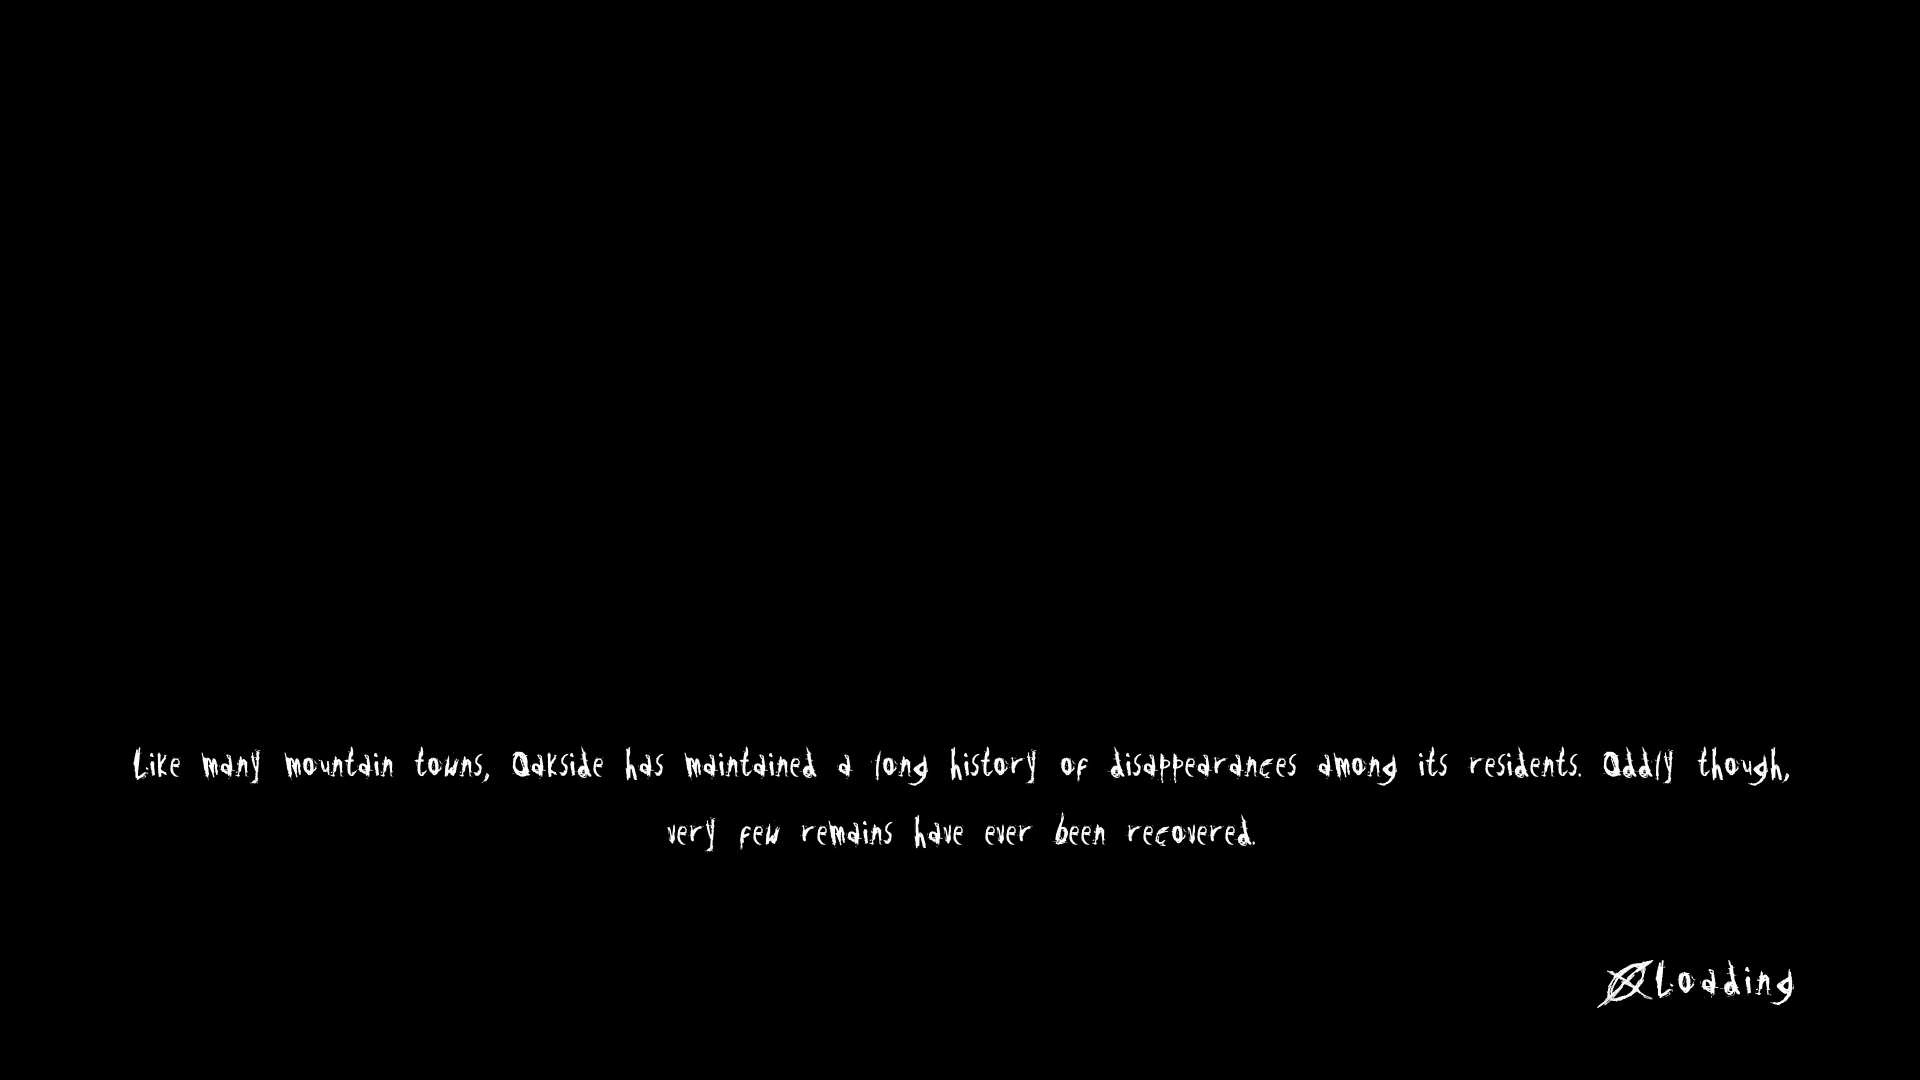 Like many mountain towns, Oakside has maintained a long history of disappearances among its residents. Oddly though,
very few remains have ever been recovered.
Loading